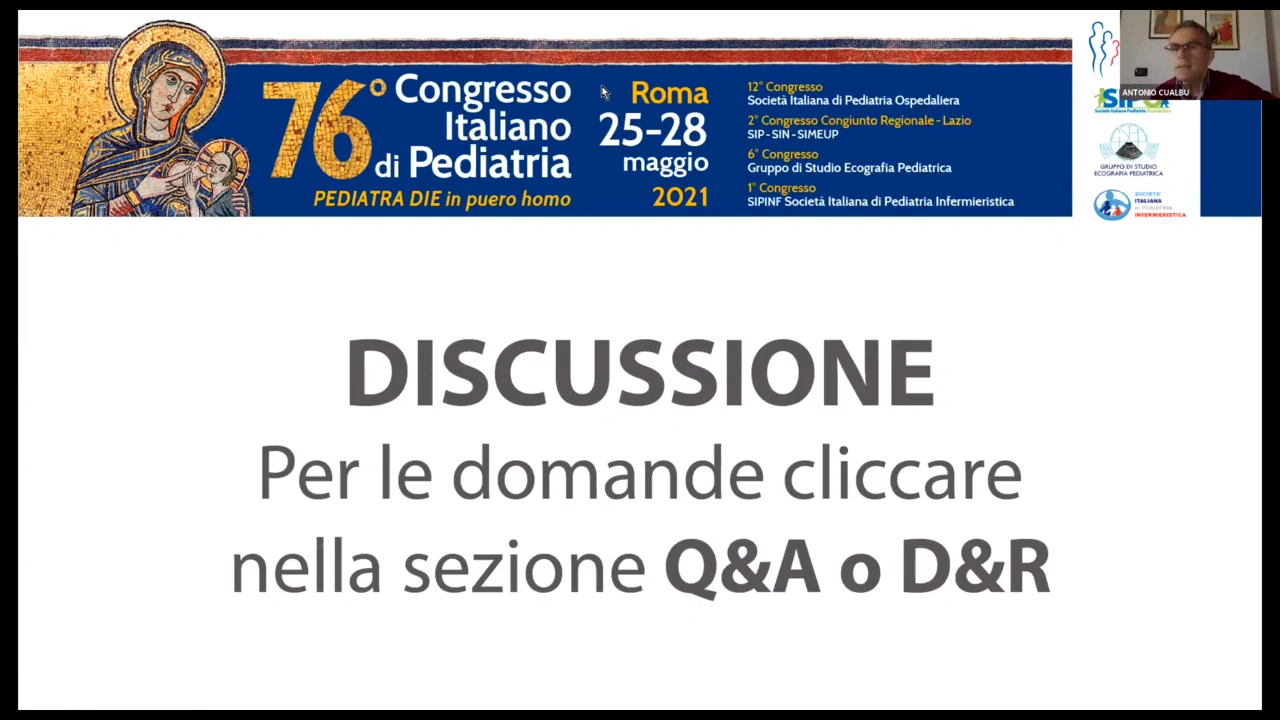 76° Congresso
Italiano
di Pediatria
PEDIATRA DIE in puero homo
Roma
25-28
maggio
2021
12° Congresso
Società Italiana di Pediatria Ospedaliera
2° Congresso Congiunto Regionale - Lazio
SIP - SIN - SIMEUP
6° Congresso
Gruppo di Studio Ecografia Pediatrica
1° Congresso
SIPINF Società Italiana di Pediatria Infermieristica
ANTONIO CUALBU
GRUPPO DI STUDIO
ECOGRAFIA PEDIATRICA
SOCIETA'
ITALIANA
DI PEDIATRIA
INFERMIERISTICA
DISCUSSIONE
Per le domande cliccare
nella sezione Q&A o D&R